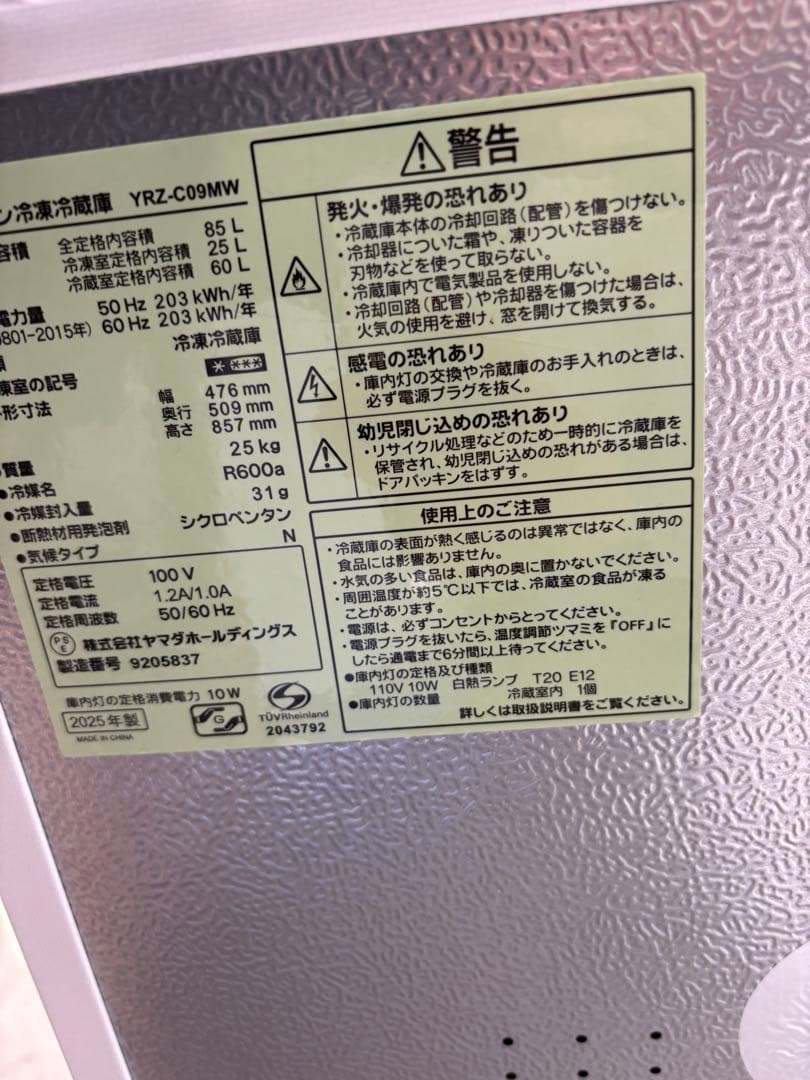 ン冷凍冷蔵庫 YRZ-C09MW
容積 全定格内容積 85 L
冷凍室定格内容積 25 L
冷蔵室定格内容積 60 L
電力量 50 Hz 203 kWh/年
801-2015年) 60 Hz 203 kWh/年
冷凍冷蔵庫
凍室の記号 * ****
形寸法 幅 476 mm
奥行 509 mm
高さ 857 mm
質量 25 kg
●冷媒名 R600a
●冷媒封入量 31 g
●断熱材用発泡剤 シクロペンタン
●気候タイプ N
定格電圧 100 V
定格電流 1.2A/1.0A
定格周波数 50/60 Hz
PSE 株式会社ヤマダホールディングス
製造番号 9205837
庫内灯の定格消費電力 10 W
2025年製
MADE IN CHINA
G
TÜVRheinland
2043792
⚠警告
発火・爆発の恐れあり
・冷蔵庫本体の冷却回路(配管)を傷つけない。
・冷却器についた霜や、凍りついた容器を
刃物などを使って取らない。
・冷蔵庫内で電気製品を使用しない。
・冷却回路(配管)や冷却器を傷つけた場合は、
火気の使用を避け、窓を開けて換気する。
感電の恐れあり
・庫内灯の交換や冷蔵庫のお手入れのときは、
必ず電源プラグを抜く。
幼児閉じ込めの恐れあり
・リサイクル処理などのため一時的に冷蔵庫を
保管され、幼児閉じ込めの恐れがある場合は、
ドアパッキンをはずす。
使用上のご注意
・冷蔵庫の表面が熱く感じるのは異常ではなく、庫内の
食品には影響ありません。
・水気の多い食品は、庫内の奥に置かないでください。
・周囲温度が約5℃以下では、冷蔵室の食品が凍る
ことがあります。
・電源は、必ずコンセントからとってください。
・電源プラグを抜いたら、温度調節ツマミを『OFF』に
したら通電まで6分間以上待ってください。
●庫内灯の定格及び種類
110V 10W 白熱ランプ T20 E12
●庫内灯の数量 冷蔵室内 1個
詳しくは取扱説明書をご覧ください。